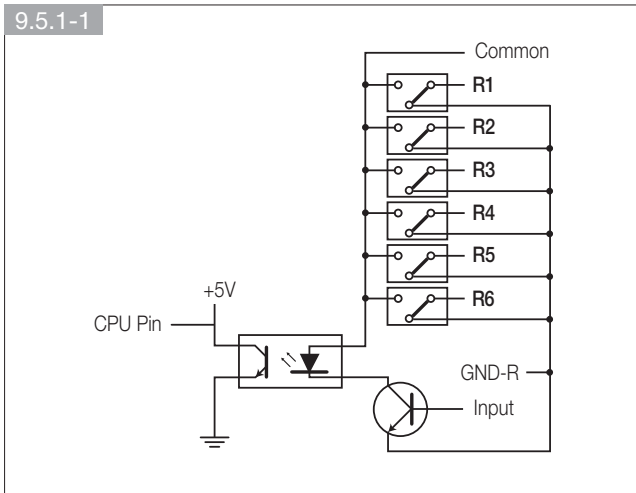 9.5.1-1
Common
R1
R2
R3
R4
R5
R6
+5V
CPU Pin
GND-R
Input